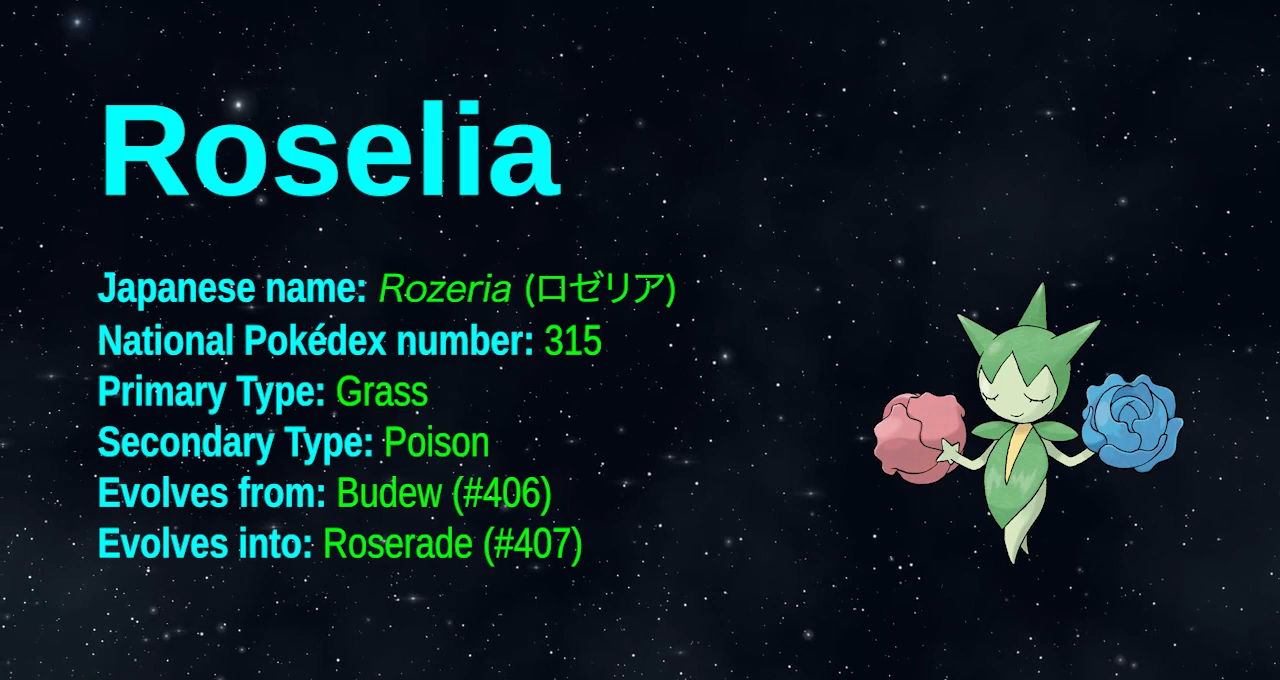 Roselia
Japanese name: Rozeria (ロゼリア)
National Pokédex number: 315
Primary Type: Grass
Secondary Type: Poison
Evolves from: Budew (#406)
Evolves into: Roserade (#407)